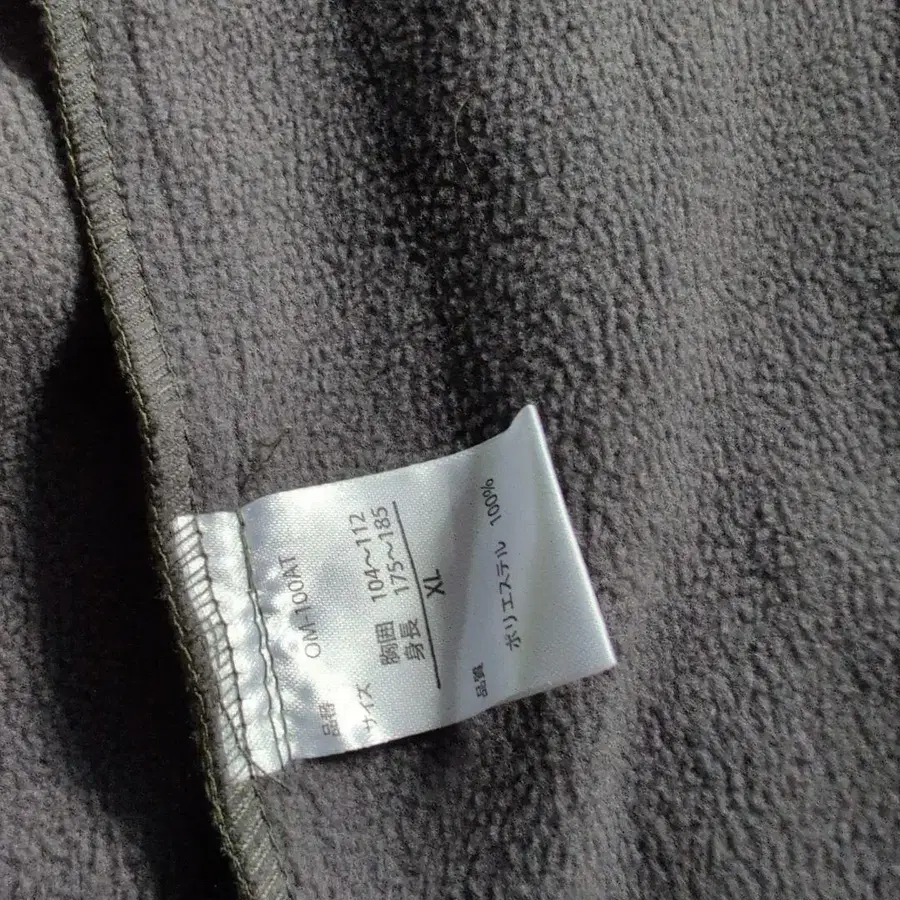 品番 OM-100AT
サイズ 胸囲 104～112
身長 175～185
XL
品質 ポリエステル 100%